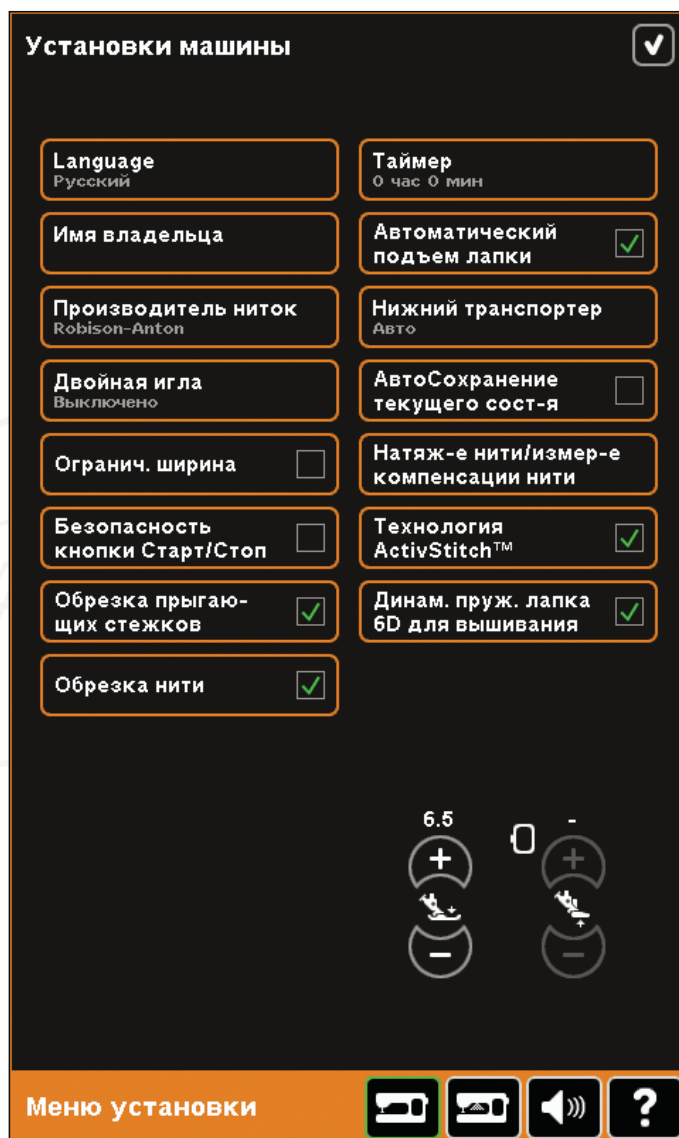 Установки машины
Language
Русский
Таймер
0 час 0 мин
Имя владельца
Автоматический
подъем лапки
Производитель ниток
Robison-Anton
Нижний транспортер
Авто
Двойная игла
Выключено
АвтоСохранение
текущего сост-я
Огранич. ширина
Натяж-е нити/измер-е
компенсации нити
Безопасность
кнопки Старт/Стоп
Технология
ActivStitch™
Обрезка прыгаю-
щих стежков
Динам. пруж. лапка
6D для вышивания
Обрезка нити
6.5
-
+
+
-
-
Меню установки
?